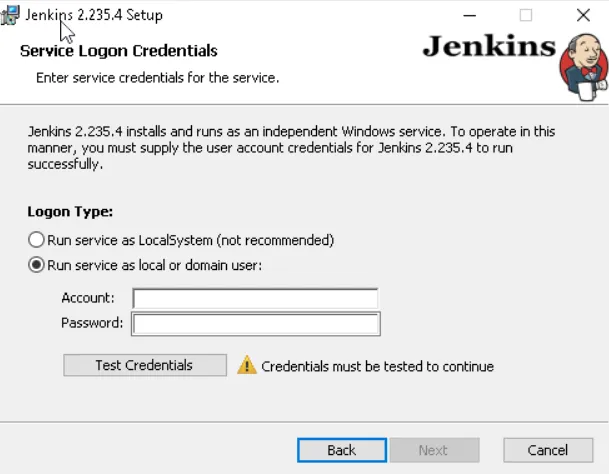 Jenkins 2.235.4 Setup
Service Logon Credentials
Enter service credentials for the service.
Jenkins
Jenkins 2.235.4 installs and runs as an independent Windows service. To operate in this
manner, you must supply the user account credentials for Jenkins 2.235.4 to run
successfully.
Logon Type:
Run service as LocalSystem (not recommended)
Run service as local or domain user:
Account:
Password:
Test Credentials
Credentials must be tested to continue
Back
Next
Cancel